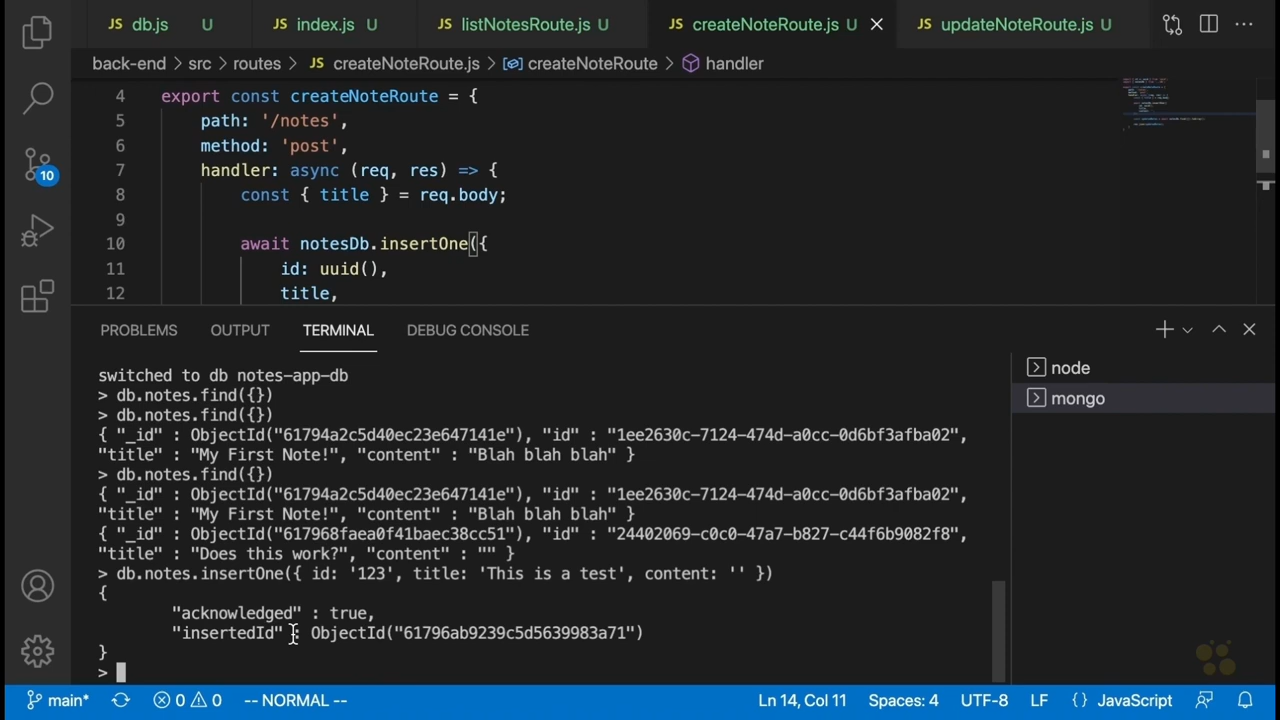 JS db.js U JS index.js U JS listNotesRoute.js U JS createNoteRoute.js U JS updateNoteRoute.js U
back-end > src > routes > JS createNoteRoute.js > createNoteRoute > handler
4 export const createNoteRoute = {
5 path: '/notes',
6 method: 'post',
7 handler: async (req, res) => {
8 const { title } = req.body;
9
10 await notesDb.insertOne({
11 id: uuid(),
12 title,
10
PROBLEMS OUTPUT TERMINAL DEBUG CONSOLE
node
mongo
switched to db notes-app-db
> db.notes.find({})
> db.notes.find({})
{ "_id" : ObjectId("61794a2c5d40ec23e647141e"), "id" : "1ee2630c-7124-474d-a0cc-0d6bf3afba02",
"title" : "My First Note!", "content" : "Blah blah blah" }
> db.notes.find({})
{ "_id" : ObjectId("61794a2c5d40ec23e647141e"), "id" : "1ee2630c-7124-474d-a0cc-0d6bf3afba02",
"title" : "My First Note!", "content" : "Blah blah blah" }
{ "_id" : ObjectId("617968faea0f41baec38cc51"), "id" : "24402069-c0c0-47a7-b827-c44f6b9082f8",
"title" : "Does this work?", "content" : "" }
> db.notes.insertOne({ id: '123', title: 'This is a test', content: '' })
{
"acknowledged" : true,
"insertedId" : ObjectId("61796ab9239c5d5639983a71")
}
>
main* 0 0 -- NORMAL -- Ln 14, Col 11 Spaces: 4 UTF-8 LF {} JavaScript